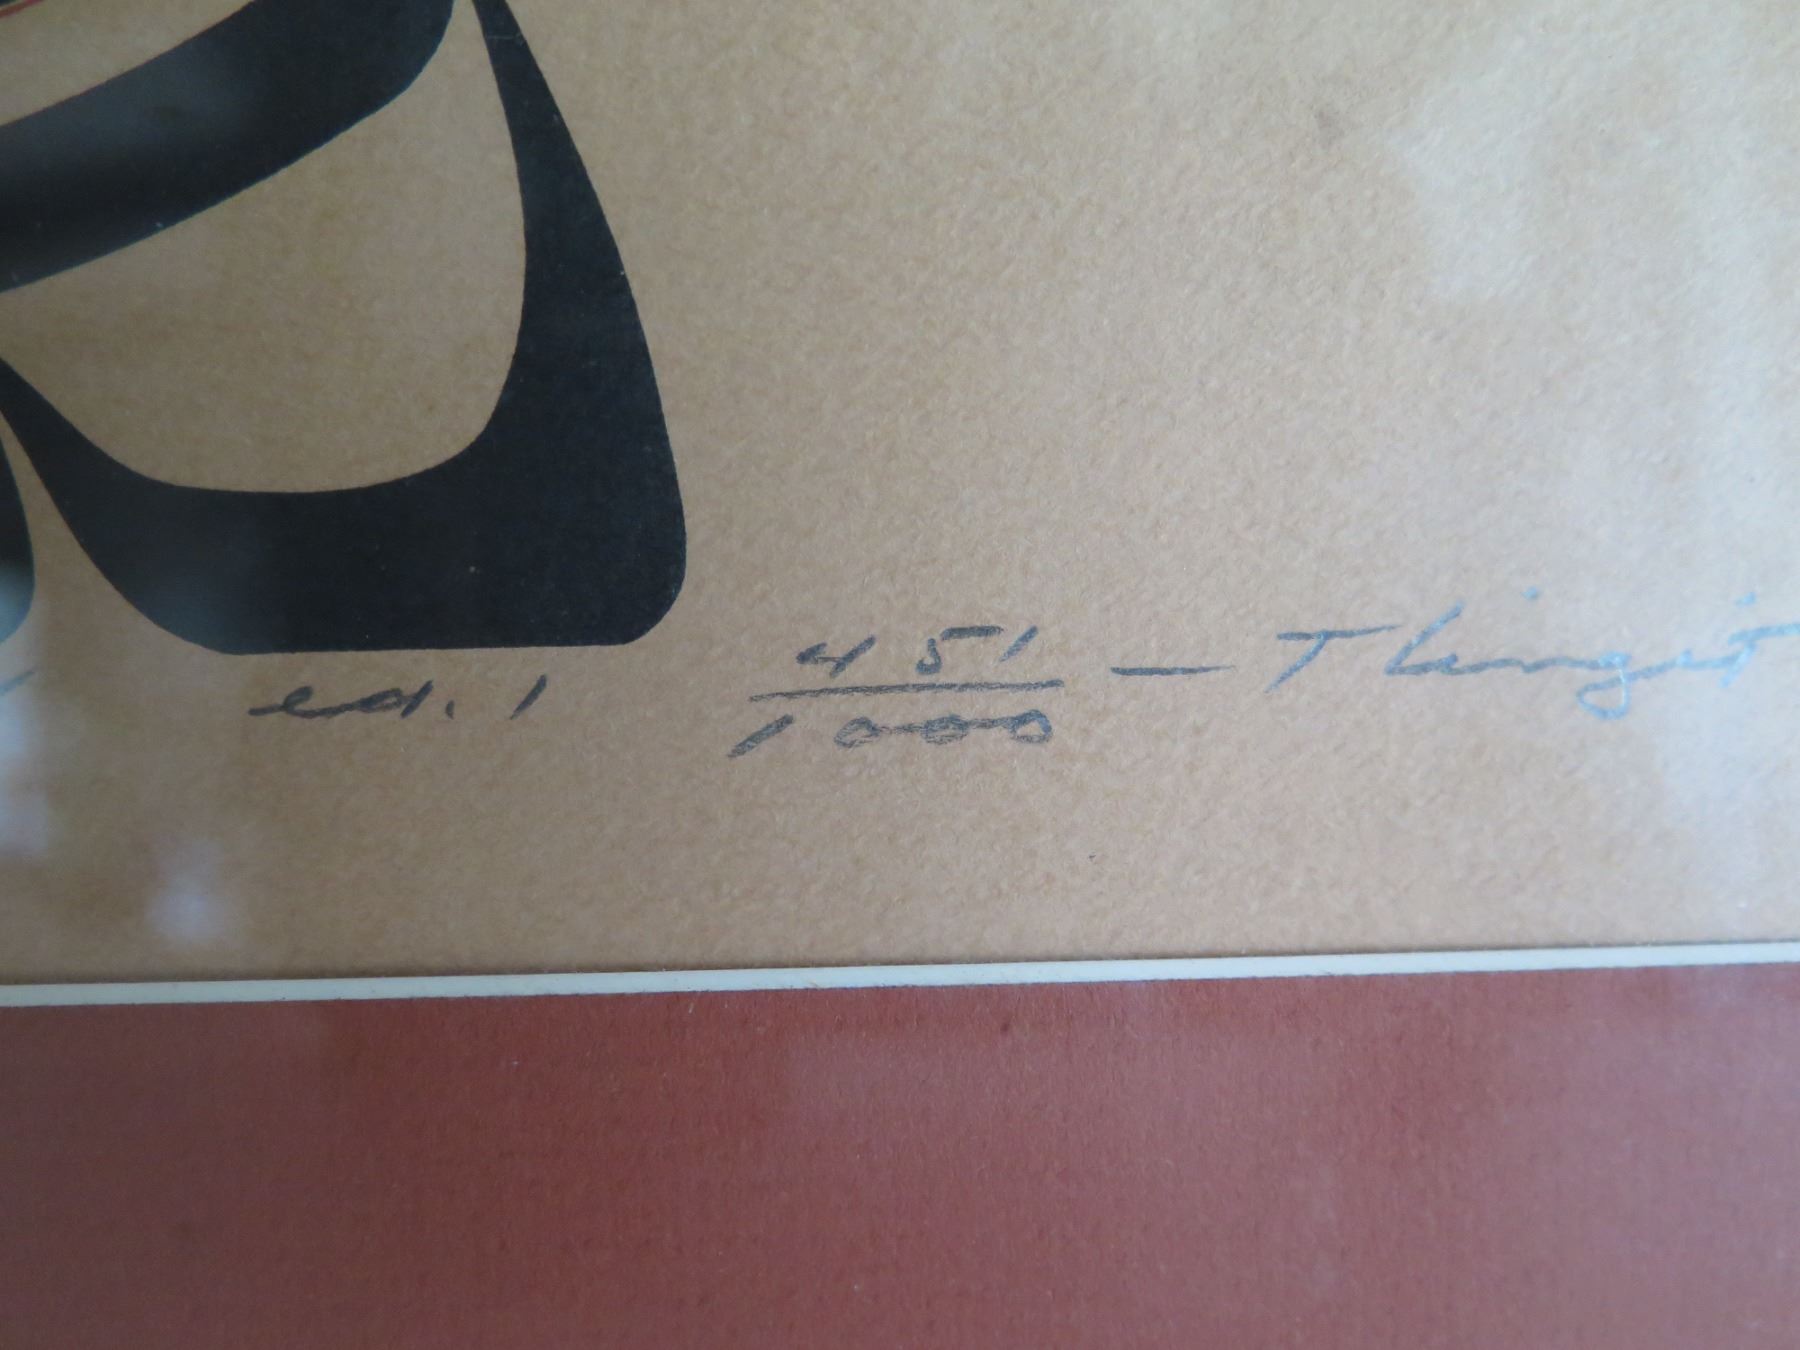 ed. 1 451/1000 — Tlingit